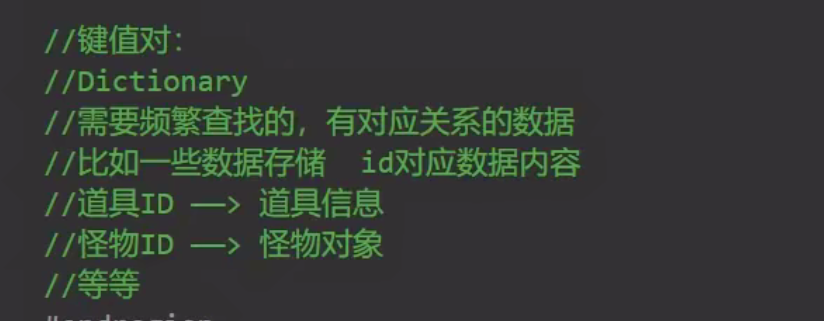 //键值对：
//Dictionary
//需要频繁查找的，有对应关系的数据
//比如一些数据存储  id对应数据内容
//道具ID ——> 道具信息
//怪物ID ——> 怪物对象
//等等